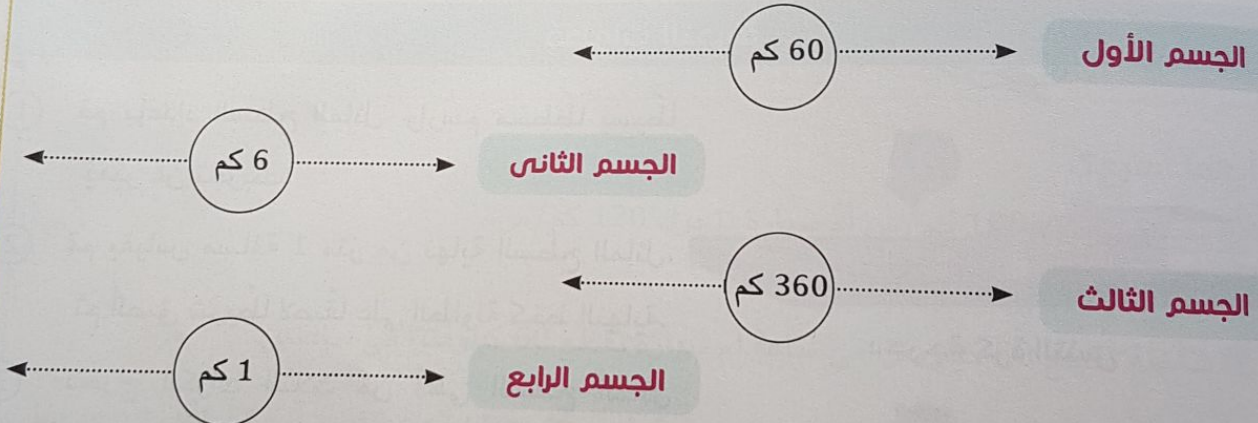 الجسم الأول 60 كم
الجسم الثانى 6 كم
الجسم الثالث 360 كم
الجسم الرابع 1 كم